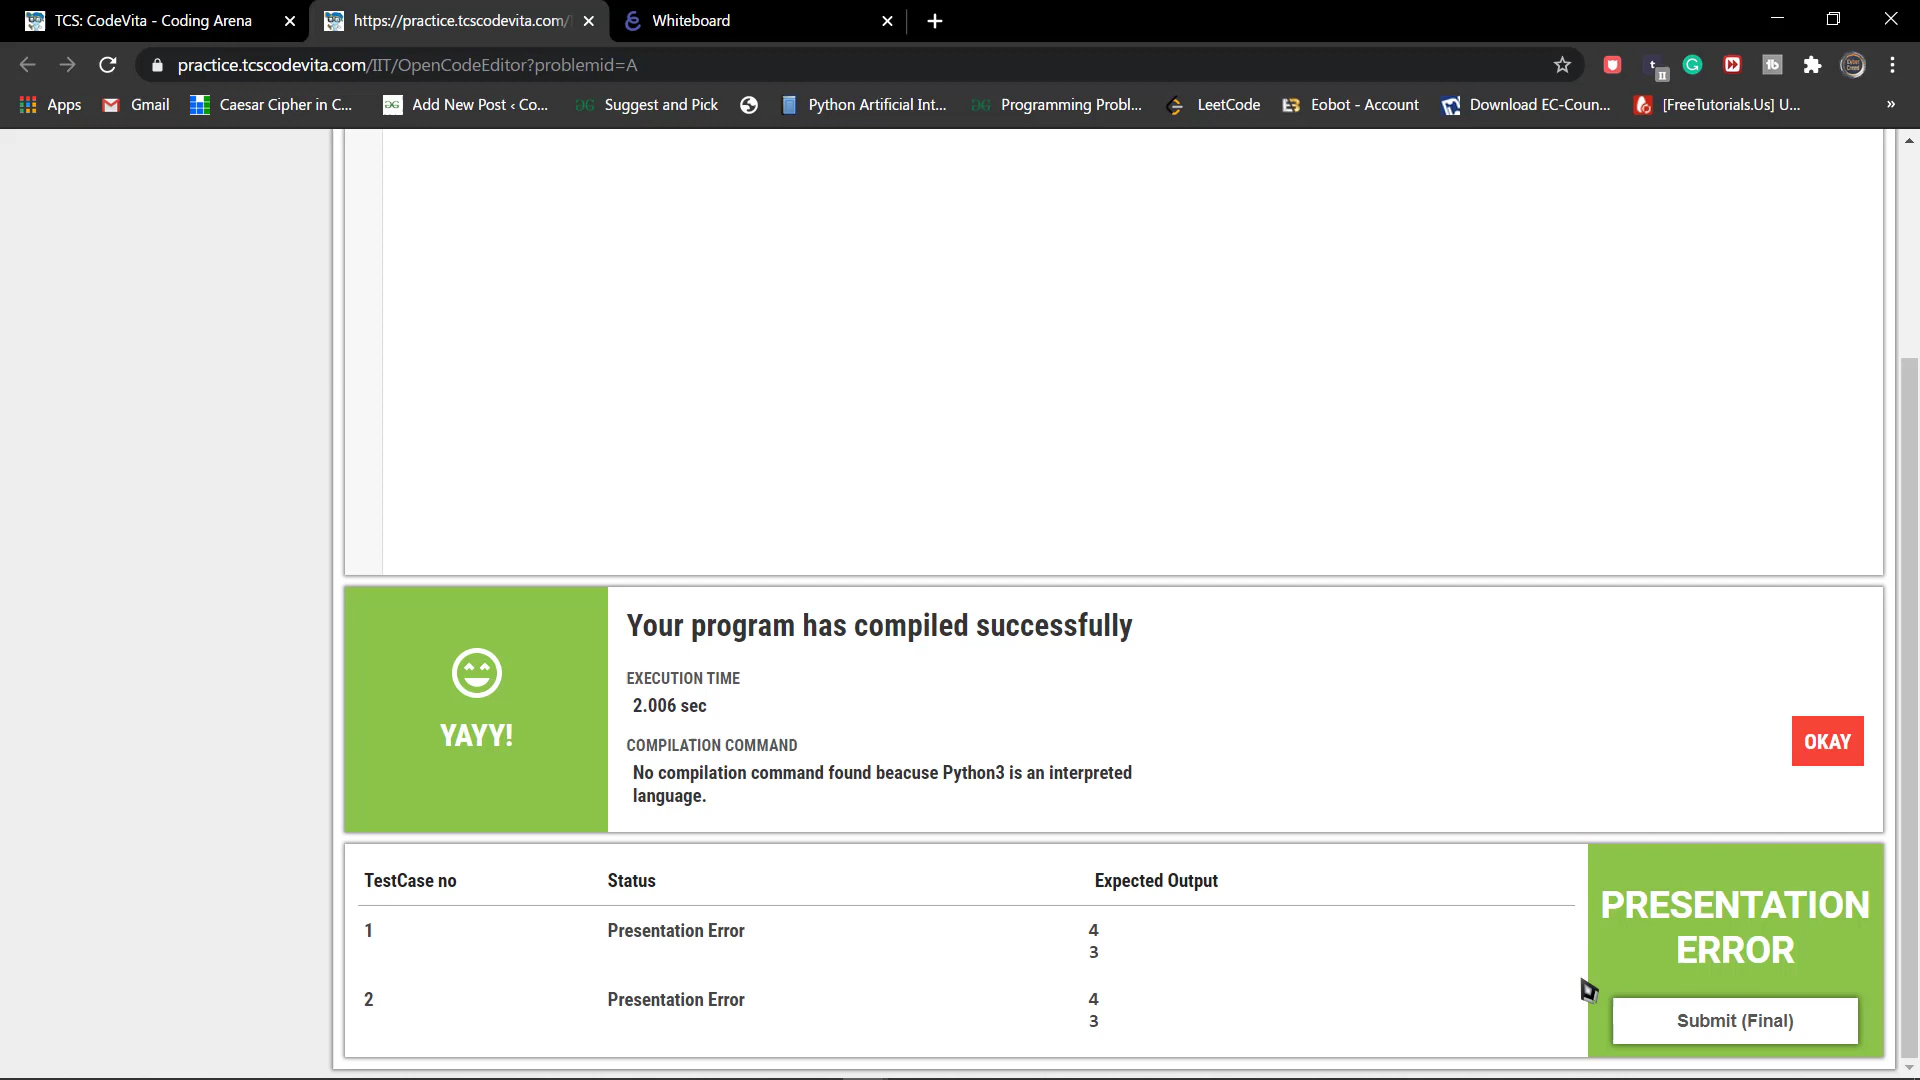 TCS: CodeVita - Coding Arena
https://practice.tcscodevita.com/
Whiteboard
practice.tcscodevita.com/IIT/OpenCodeEditor?problemid=A
Apps
Gmail
Caesar Cipher in C...
Add New Post ‹ Co...
Suggest and Pick
Python Artificial Int...
Programming Probl...
LeetCode
Eobot - Account
Download EC-Coun...
[FreeTutorials.Us] U...
»
Your program has compiled successfully
EXECUTION TIME
2.006 sec
YAYY!
COMPILATION COMMAND
OKAY
No compilation command found beacuse Python3 is an interpreted
language.
TestCase no Status Expected Output
1 Presentation Error 4
3
2 Presentation Error 4
3
PRESENTATION
ERROR
Submit (Final)